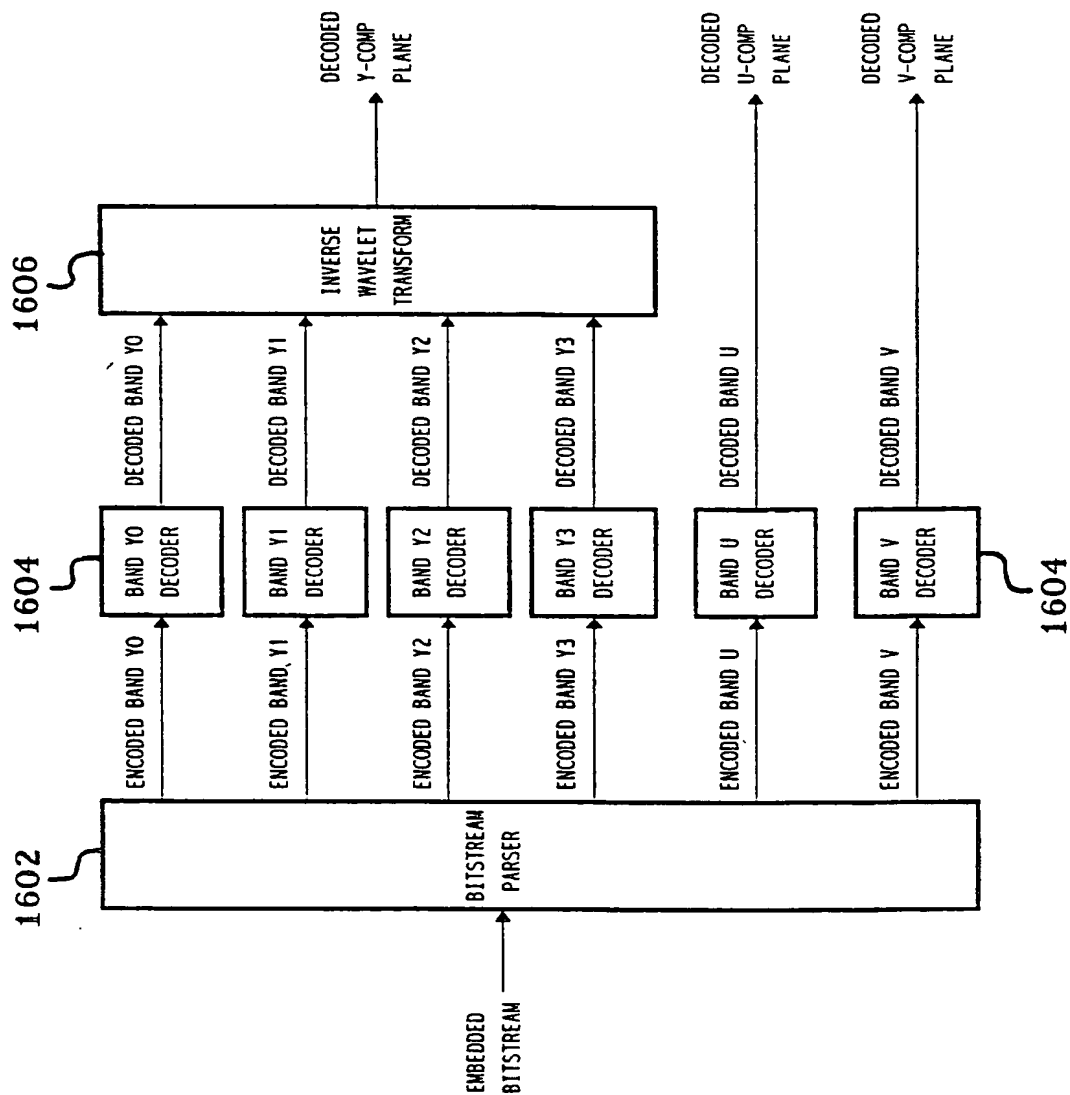 EMBEDDED
BITSTREAM
1602
BITSTREAM
PARSER
ENCODED BAND Y0
ENCODED BAND Y1
ENCODED BAND Y2
ENCODED BAND Y3
ENCODED BAND U
ENCODED BAND V
1604
BAND Y0
DECODER
BAND Y1
DECODER
BAND Y2
DECODER
BAND Y3
DECODER
BAND U
DECODER
BAND V
DECODER
1604
DECODED BAND Y0
DECODED BAND Y1
DECODED BAND Y2
DECODED BAND Y3
DECODED BAND U
DECODED BAND V
1606
INVERSE
WAVELET
TRANSFORM
DECODED
Y-COMP
PLANE
DECODED
U-COMP
PLANE
DECODED
V-COMP
PLANE